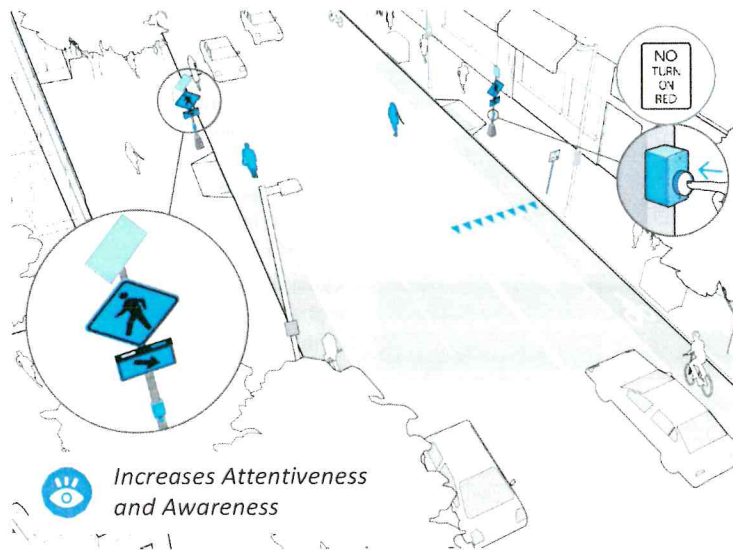 NO
TURN
ON
RED
Increases Attentiveness
and Awareness